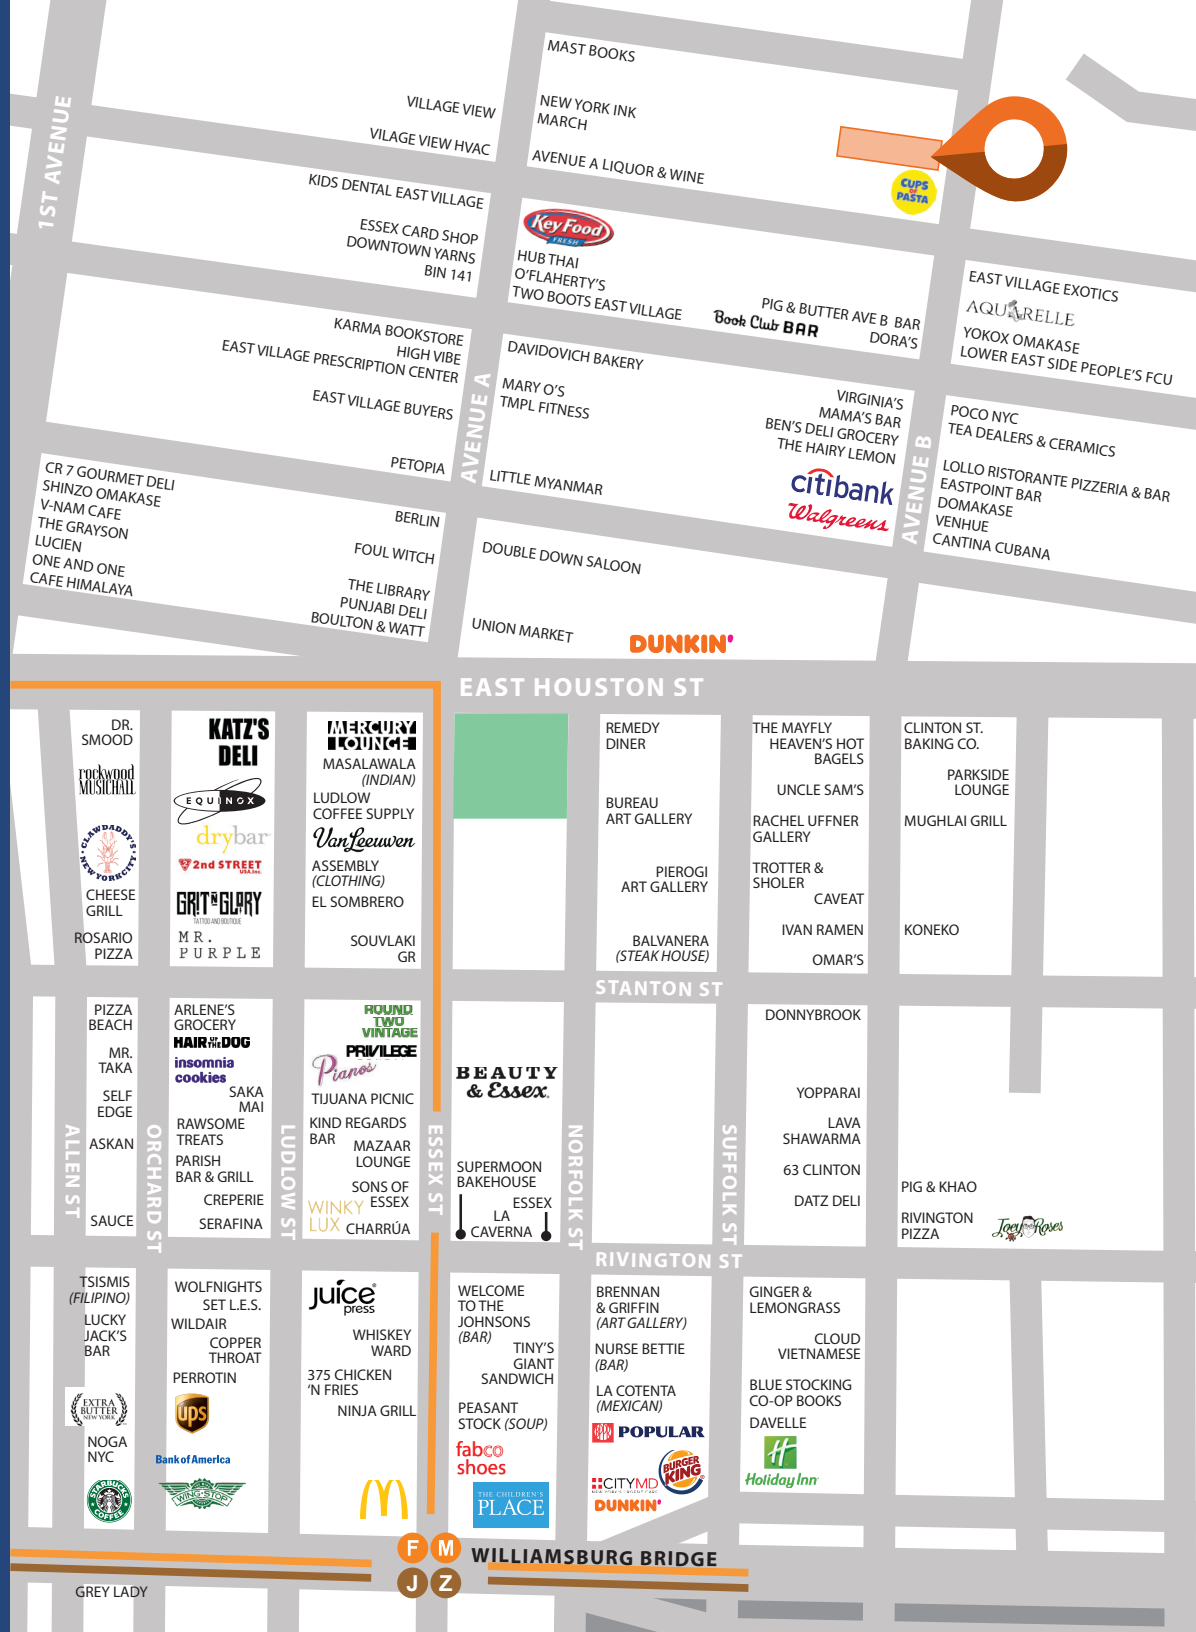 MAST BOOKS
NEW YORK INK
MARCH
AVENUE A LIQUOR & WINE
VILLAGE VIEW
VILAGE VIEW HVAC
1ST AVENUE
CUPS
OF
PASTA
KIDS DENTAL EAST VILLAGE
ESSEX CARD SHOP
DOWNTOWN YARNS
BIN 141
Key Food
FRESH
HUB THAI
O'FLAHERTY'S
TWO BOOTS EAST VILLAGE
PIG & BUTTER AVE B BAR
Book Club BAR
DORA'S
EAST VILLAGE EXOTICS
AQUARELLE
YOKOX OMAKASE
LOWER EAST SIDE PEOPLE'S FCU
KARMA BOOKSTORE
HIGH VIBE
EAST VILLAGE PRESCRIPTION CENTER
EAST VILLAGE BUYERS
PETOPIA
AVENUE A
DAVIDOVICH BAKERY
MARY O'S
TMPL FITNESS
LITTLE MYANMAR
VIRGINIA'S
MAMA'S BAR
BEN'S DELI GROCERY
THE HAIRY LEMON
citibank
Walgreens
AVENUE B
POCO NYC
TEA DEALERS & CERAMICS
LOLLO RISTORANTE PIZZERIA & BAR
EASTPOINT BAR
DOMAKASE
VENHUE
CANTINA CUBANA
CR 7 GOURMET DELI
SHINZO OMAKASE
V-NAM CAFE
THE GRAYSON
LUCIEN
ONE AND ONE
CAFE HIMALAYA
BERLIN
FOUL WITCH
THE LIBRARY
PUNJABI DELI
BOULTON & WATT
DOUBLE DOWN SALOON
UNION MARKET
DUNKIN'
EAST HOUSTON ST
DR.
SMOOD
rockwood
MUSICHALL
CLAWDADDY'S
NEW YORK CITY
CHEESE
GRILL
ROSARIO
PIZZA
KATZ'S
DELI
EQUINOX
drybar
2nd STREET
USA.Inc.
GRIT N GLORY
TATTOO AND BOUTIQUE
MR.
PURPLE
MERCURY
LOUNGE
MASALAWALA
(INDIAN)
LUDLOW
COFFEE SUPPLY
Van Leeuwen
ASSEMBLY
(CLOTHING)
EL SOMBRERO
SOUVLAKI
GR
REMEDY
DINER
BUREAU
ART GALLERY
PIEROGI
ART GALLERY
BALVANERA
(STEAK HOUSE)
THE MAYFLY
HEAVEN'S HOT
BAGELS
UNCLE SAM'S
RACHEL UFFNER
GALLERY
TROTTER &
SHOLER
CAVEAT
IVAN RAMEN
OMAR'S
CLINTON ST.
BAKING CO.
PARKSIDE
LOUNGE
MUGHLAI GRILL
KONEKO
STANTON ST
PIZZA
BEACH
MR.
TAKA
SELF
EDGE
ASKAN
SAUCE
ALLEN ST
ORCHARD ST
ARLENE'S
GROCERY
HAIR OF THE DOG
insomnia
cookies
SAKA
MAI
RAWSOME
TREATS
PARISH
BAR & GRILL
CREPERIE
SERAFINA
LUDLOW ST
ROUND
TWO
VINTAGE
PRIVILEGE
Pianos
TIJUANA PICNIC
KIND REGARDS
BAR
MAZAAR
LOUNGE
SONS OF
ESSEX
WINKY
LUX
CHARRÚA
ESSEX ST
BEAUTY
& Essex.
SUPERMOON
BAKEHOUSE
ESSEX
LA
CAVERNA
NORFOLK ST
SUFFOLK ST
DONNYBROOK
YOPPARAI
LAVA
SHAWARMA
63 CLINTON
DATZ DELI
PIG & KHAO
RIVINGTON
PIZZA
Joey Roses
RIVINGTON ST
TSISMIS
(FILIPINO)
LUCKY
JACK'S
BAR
EXTRA
BUTTER
NEW YORK
NOGA
NYC
STARBUCKS
COFFEE
WOLFNIGHTS
SET L.E.S.
WILDAIR
COPPER
THROAT
PERROTIN
ups
Bank of America
WINGSTOP
juice
press
WHISKEY
WARD
375 CHICKEN
'N FRIES
NINJA GRILL
WELCOME
TO THE
JOHNSONS
(BAR)
TINY'S
GIANT
SANDWICH
PEASANT
STOCK (SOUP)
fabco
shoes
THE CHILDREN'S
PLACE
BRENNAN
& GRIFFIN
(ART GALLERY)
NURSE BETTIE
(BAR)
LA COTENTA
(MEXICAN)
POPULAR
BURGER
KING
CITYMD
DUNKIN'
GINGER &
LEMONGRASS
CLOUD
VIETNAMESE
BLUE STOCKING
CO-OP BOOKS
DAVELLE
H
Holiday Inn
F M
J Z
WILLIAMSBURG BRIDGE
GREY LADY